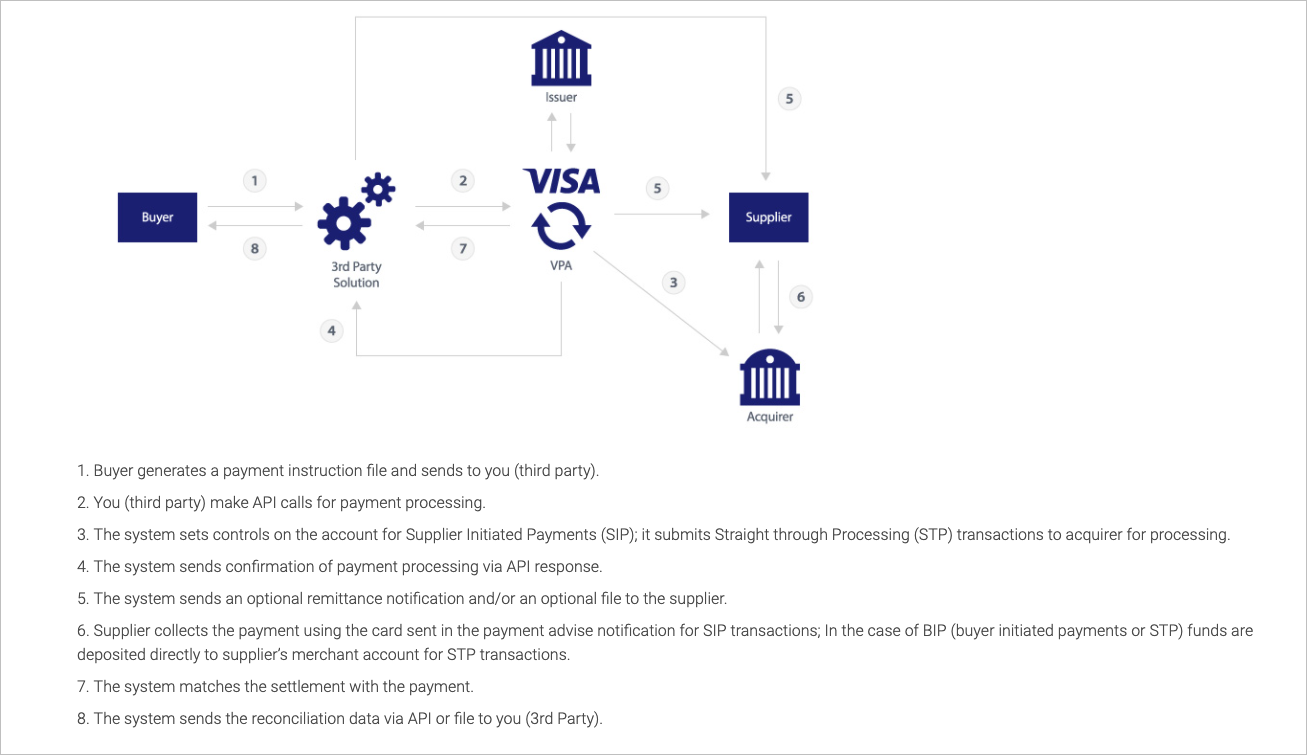 Issuer
5
1
2
VISA
5
Buyer
Supplier
8
7
VPA
3rd Party
Solution
3
6
4
Acquirer
1. Buyer generates a payment instruction file and sends to you (third party).
2. You (third party) make API calls for payment processing.
3. The system sets controls on the account for Supplier Initiated Payments (SIP); it submits Straight through Processing (STP) transactions to acquirer for processing.
4. The system sends confirmation of payment processing via API response.
5. The system sends an optional remittance notification and/or an optional file to the supplier.
6. Supplier collects the payment using the card sent in the payment advise notification for SIP transactions; In the case of BIP (buyer initiated payments or STP) funds are
deposited directly to supplier’s merchant account for STP transactions.
7. The system matches the settlement with the payment.
8. The system sends the reconciliation data via API or file to you (3rd Party).